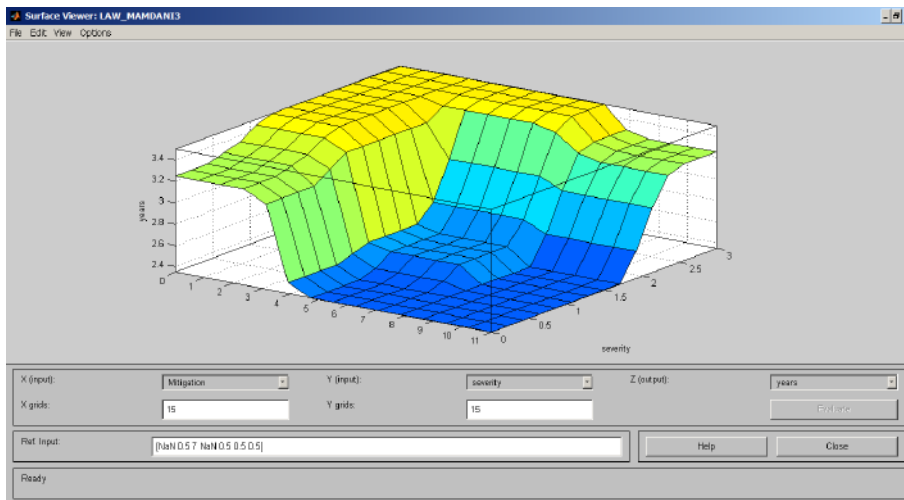 Surface Viewer: LAW_MAMDANI3
File Edit View Options
3.4
3.2
3
2.8
2.6
2.4
years
0
1
2
3
4
5
6
7
8
9
10
11
0
0.5
1
1.5
2
2.5
3
severity
X (input):
Mitigation
Y (input):
severity
Z (output):
years
X grids:
15
Y grids:
15
Evaluate
Ref. Input:
[NaN 0.5 7 NaN 0.5 0.5 0.5]
Help
Close
Ready